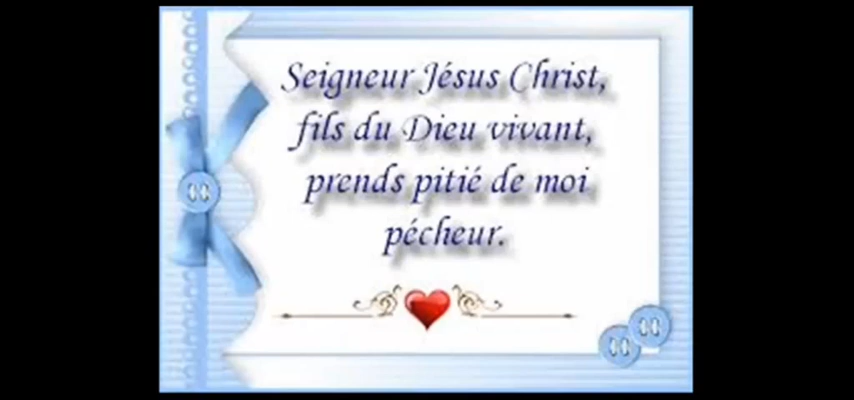 Seigneur Jésus Christ,
fils du Dieu vivant,
prends pitié de moi
pécheur.